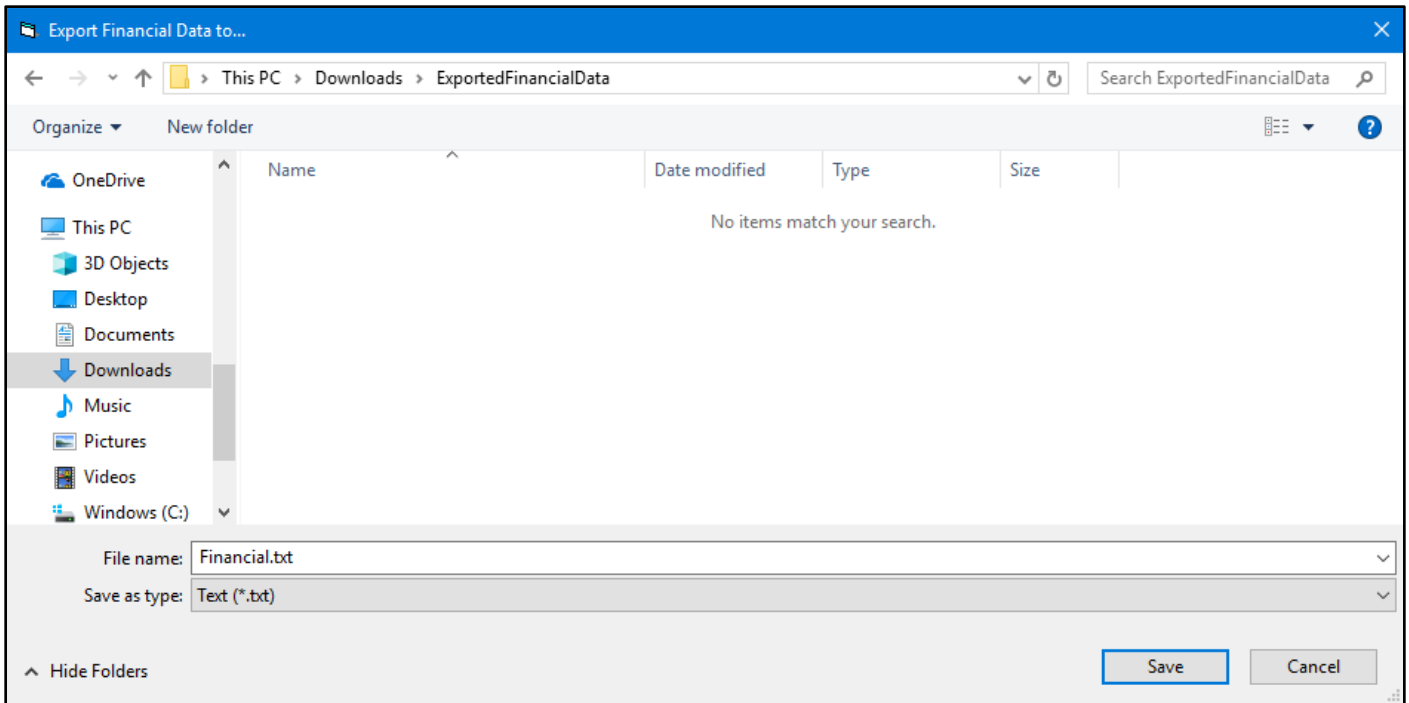 Export Financial Data to...
This PC > Downloads > ExportedFinancialData
Search ExportedFinancialData
Organize
New folder
?
Name
Date modified
Type
Size
No items match your search.
OneDrive
This PC
3D Objects
Desktop
Documents
Downloads
Music
Pictures
Videos
Windows (C:)
File name: Financial.txt
Save as type: Text (*.txt)
Hide Folders
Save
Cancel